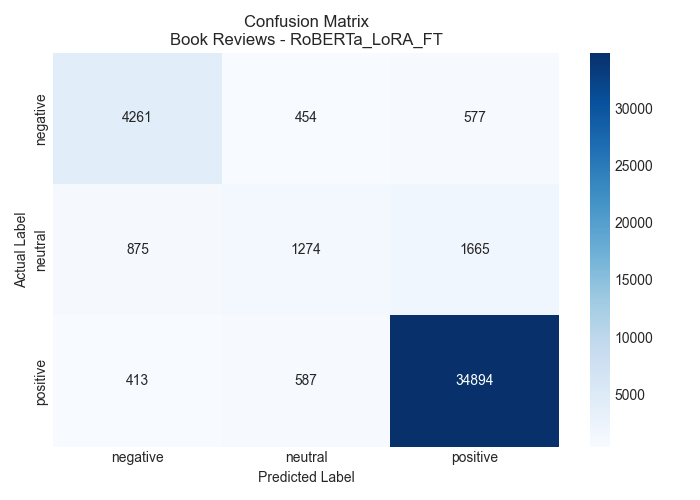 Confusion Matrix
Book Reviews - RoBERTa_LoRA_FT
negative
4261
454
577
neutral
875
1274
1665
positive
413
587
34894
negative
neutral
positive
Predicted Label
Actual Label
30000
25000
20000
15000
10000
5000